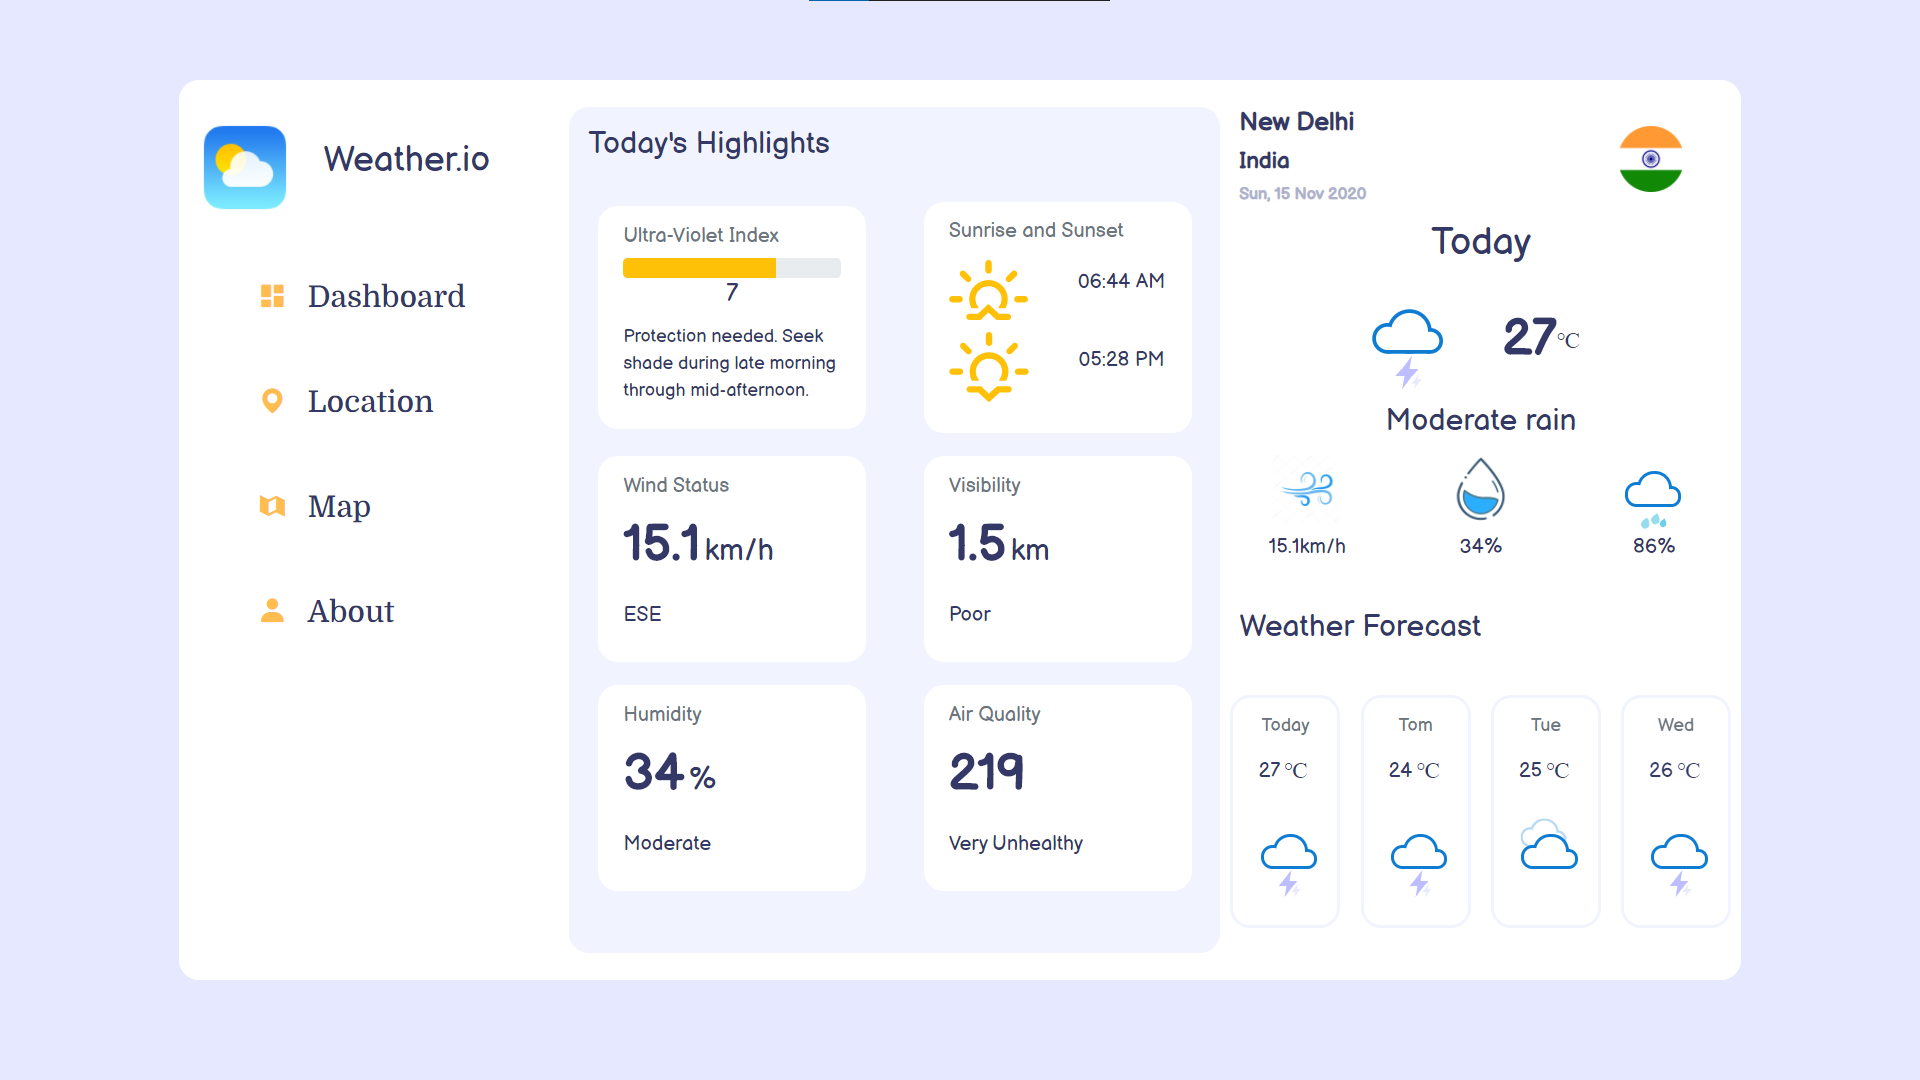 Weather.io
Dashboard
Location
Map
About
Today's Highlights
Ultra-Violet Index
7
Protection needed. Seek
shade during late morning
through mid-afternoon.
Sunrise and Sunset
06:44 AM
05:28 PM
Wind Status
15.1 km/h
ESE
Visibility
1.5 km
Poor
Humidity
34 %
Moderate
Air Quality
219
Very Unhealthy
New Delhi
India
Sun, 15 Nov 2020
Today
27°C
Moderate rain
15.1km/h
34%
86%
Weather Forecast
Today
27 °C
Tom
24 °C
Tue
25 °C
Wed
26 °C